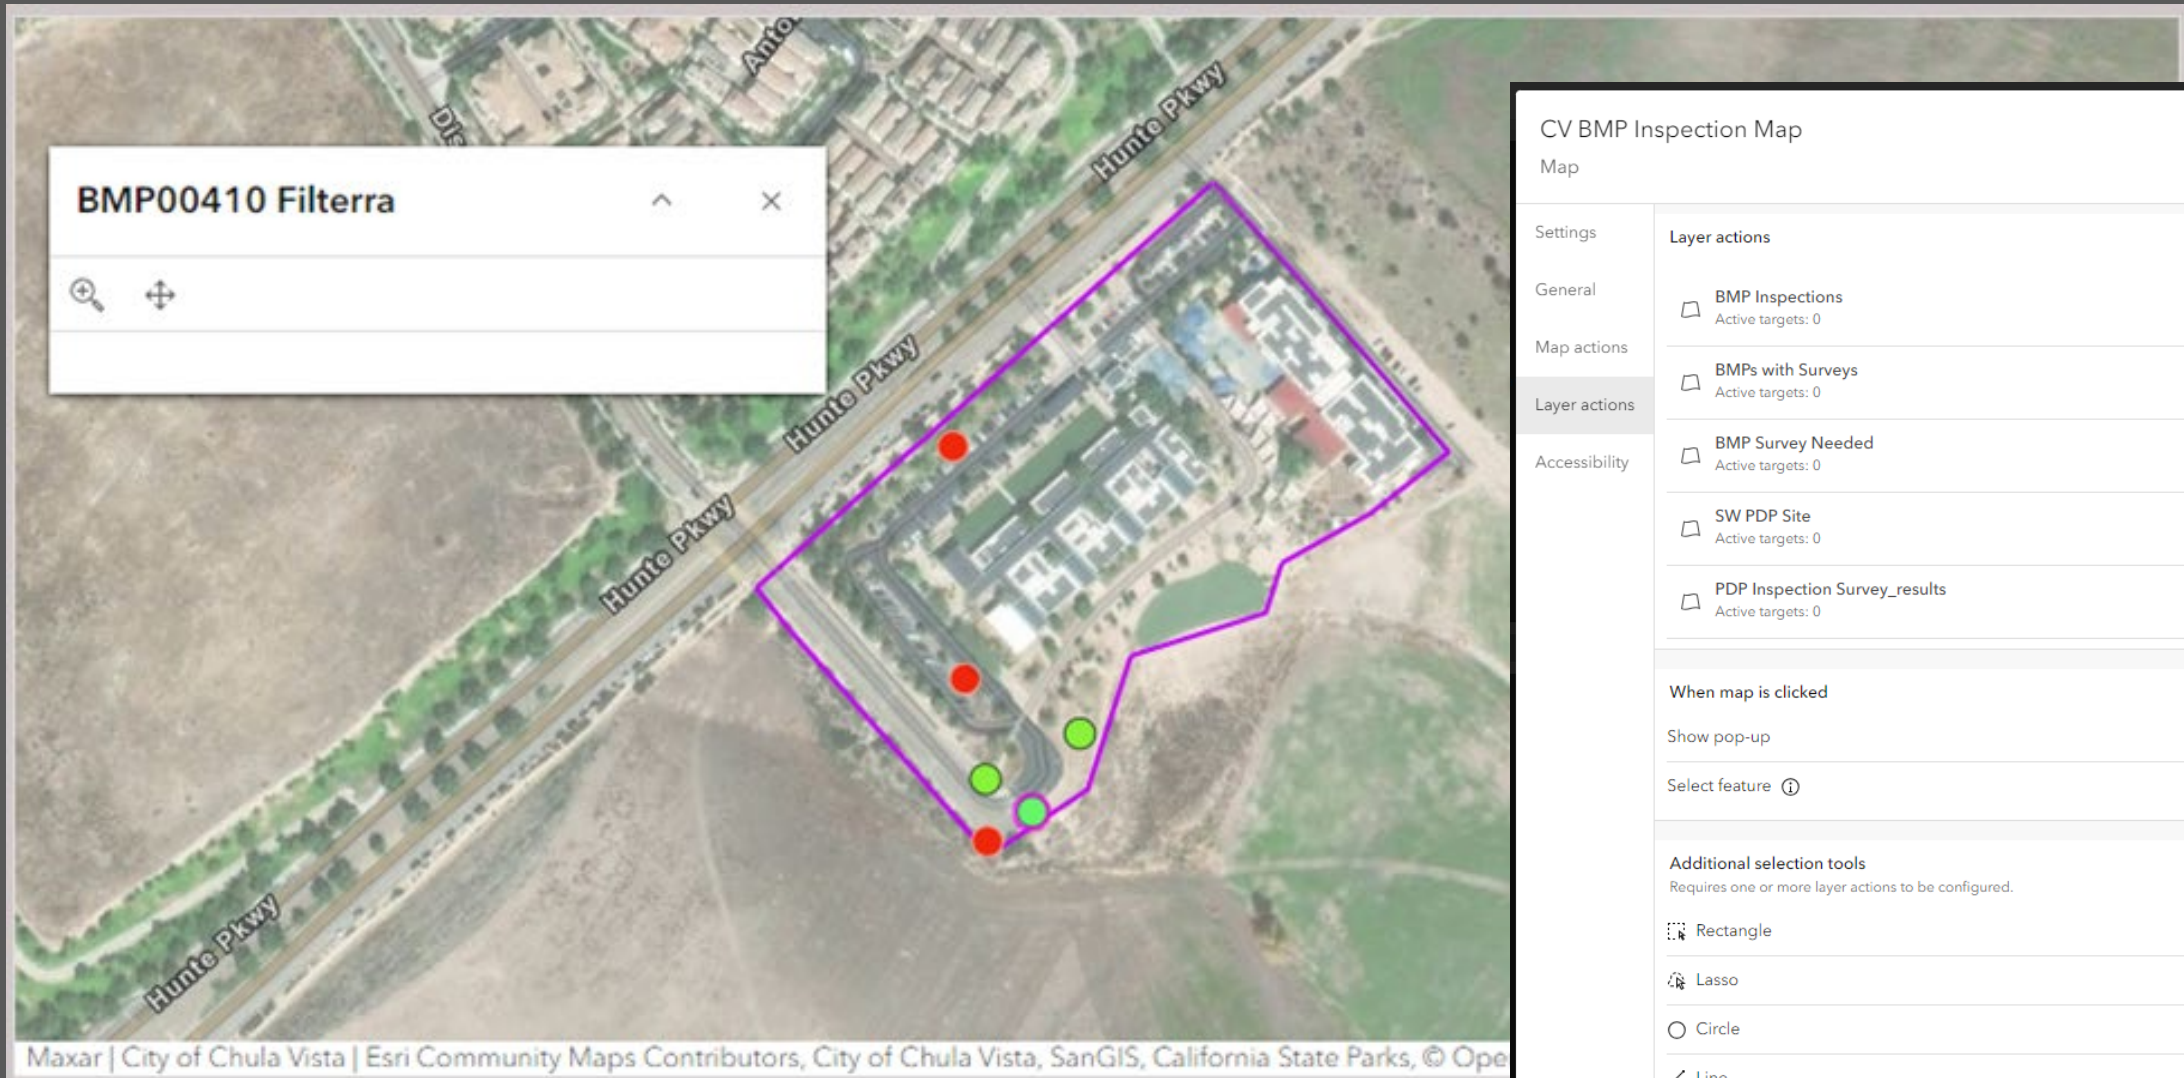 Anto
Dis
Hunte Pkwy
BMP00410 Filterra
Hunte Pkwy
Hunte Pkwy
Hunte Pkwy
Maxar | City of Chula Vista | Esri Community Maps Contributors, City of Chula Vista, SanGIS, California State Parks, © Ope
CV BMP Inspection Map
Map
Settings
General
Map actions
Layer actions
Accessibility
Layer actions
BMP Inspections
Active targets: 0
BMPs with Surveys
Active targets: 0
BMP Survey Needed
Active targets: 0
SW PDP Site
Active targets: 0
PDP Inspection Survey_results
Active targets: 0
When map is clicked
Show pop-up
Select feature
Additional selection tools
Requires one or more layer actions to be configured.
Rectangle
Lasso
Circle
Line